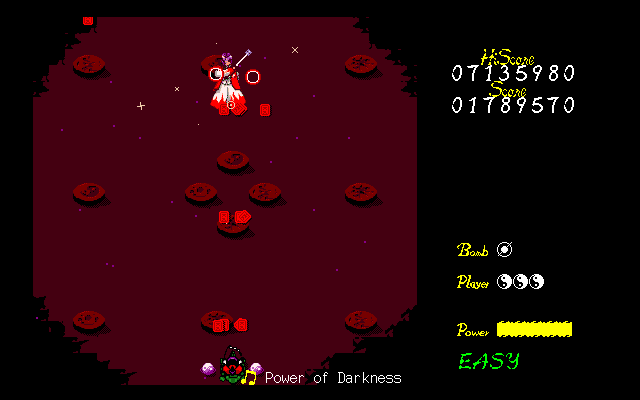 HiScore
07135980
Score
01789570
Bomb
Player
Power
EASY
Power of Darkness